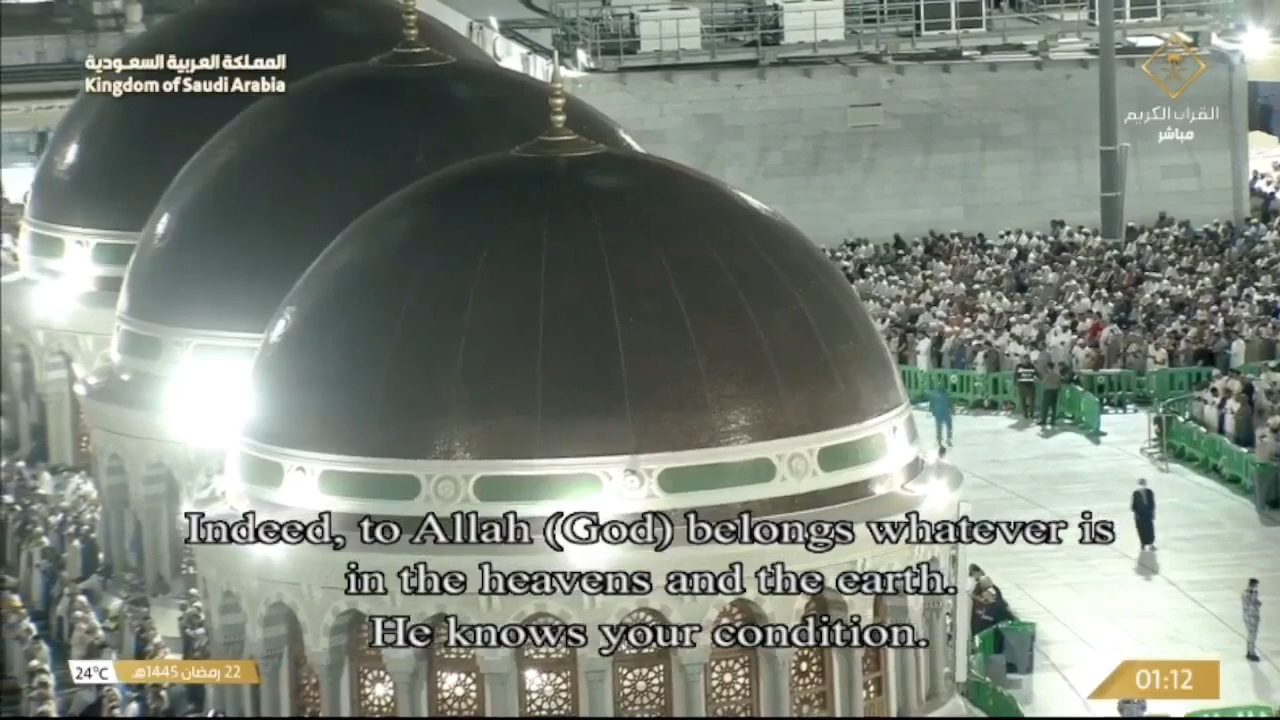 المملكة العربية السعودية
Kingdom of Saudi Arabia
القرآن الكريم
مباشر
Indeed, to Allah (God) belongs whatever is
in the heavens and the earth.
He knows your condition.
24°C
22 رمضان 1445هـ
01:12